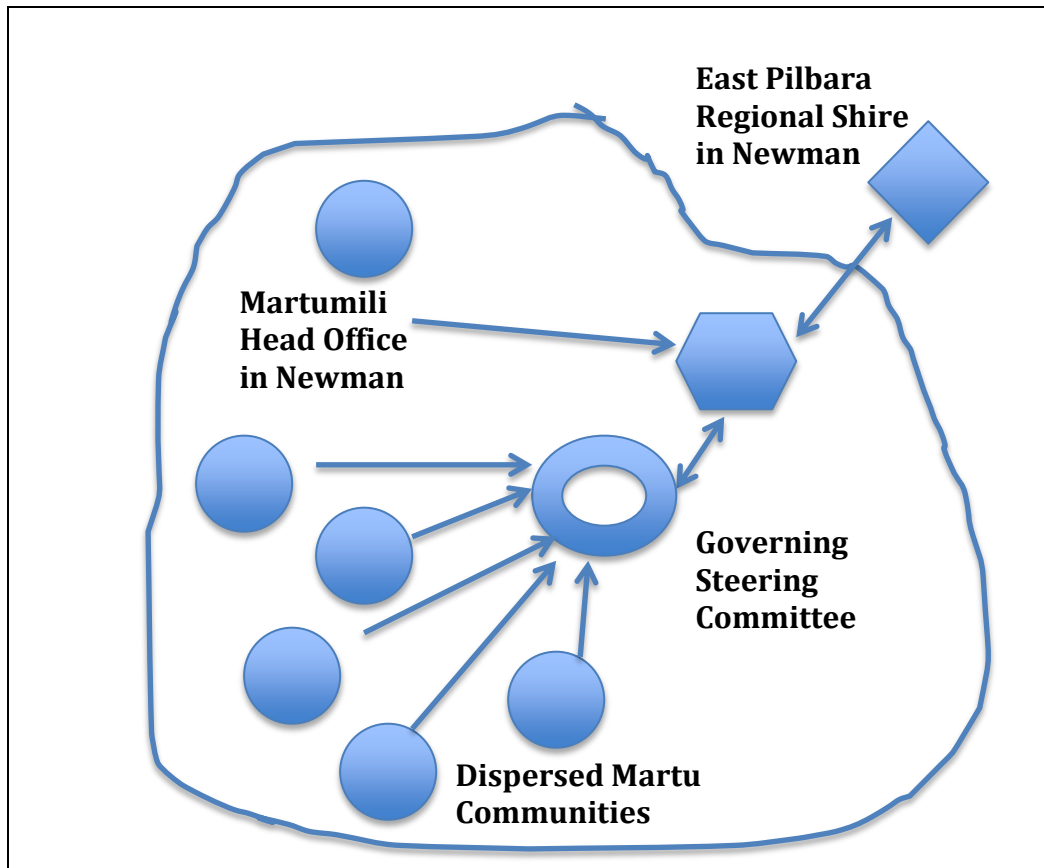 East Pilbara
Regional Shire
in Newman
Martumili
Head Office
in Newman
Governing
Steering
Committee
Dispersed Martu
Communities